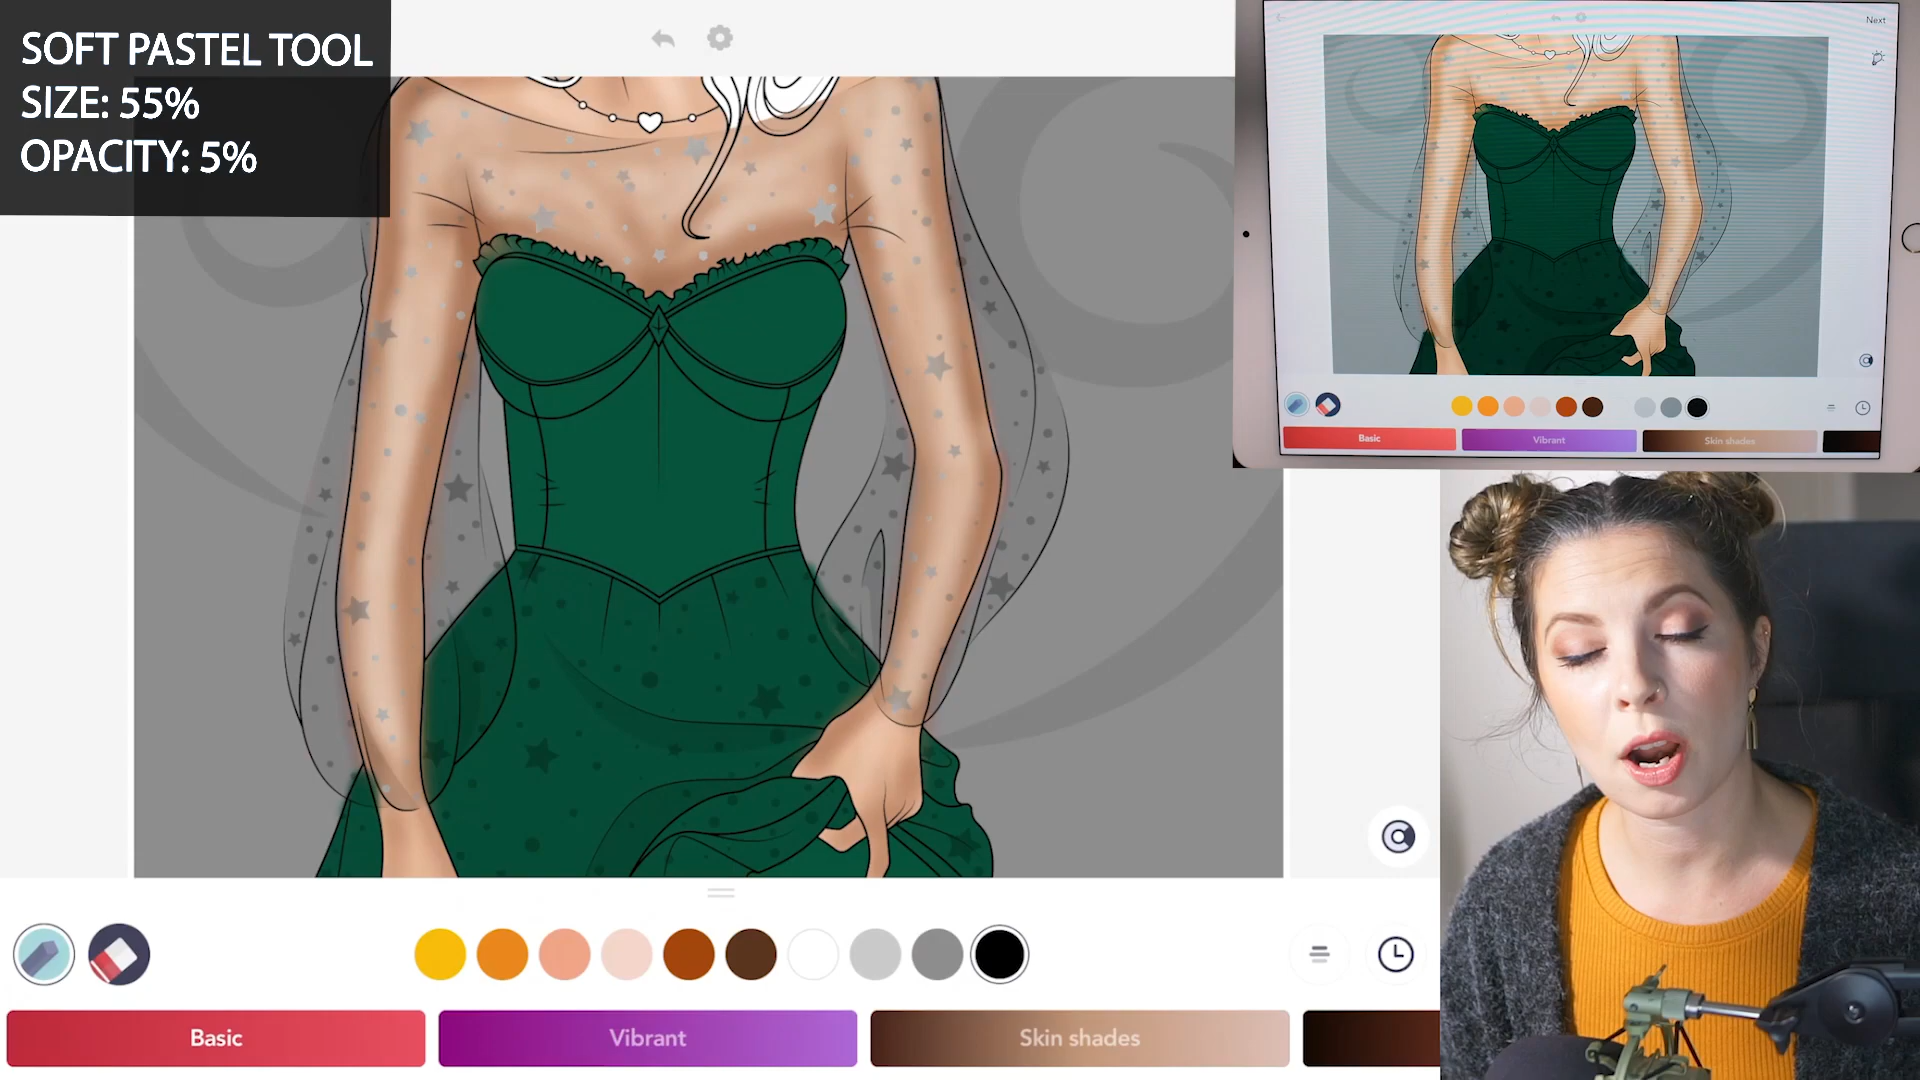 SOFT PASTEL TOOL
SIZE: 55%
OPACITY: 5%
Next
Basic
Vibrant
Skin shades
Basic
Vibrant
Skin shades